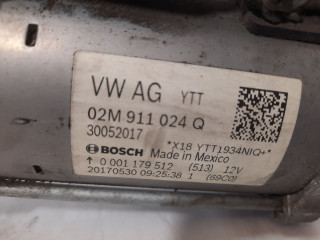 VW AG YTT
02M 911 024 Q
30052017
*X18 YTT1934NIQ+*
BOSCH Made in Mexico
↑ 0 001 179 512 (513) 12V
20170530 09:25:38 1 (69C0)